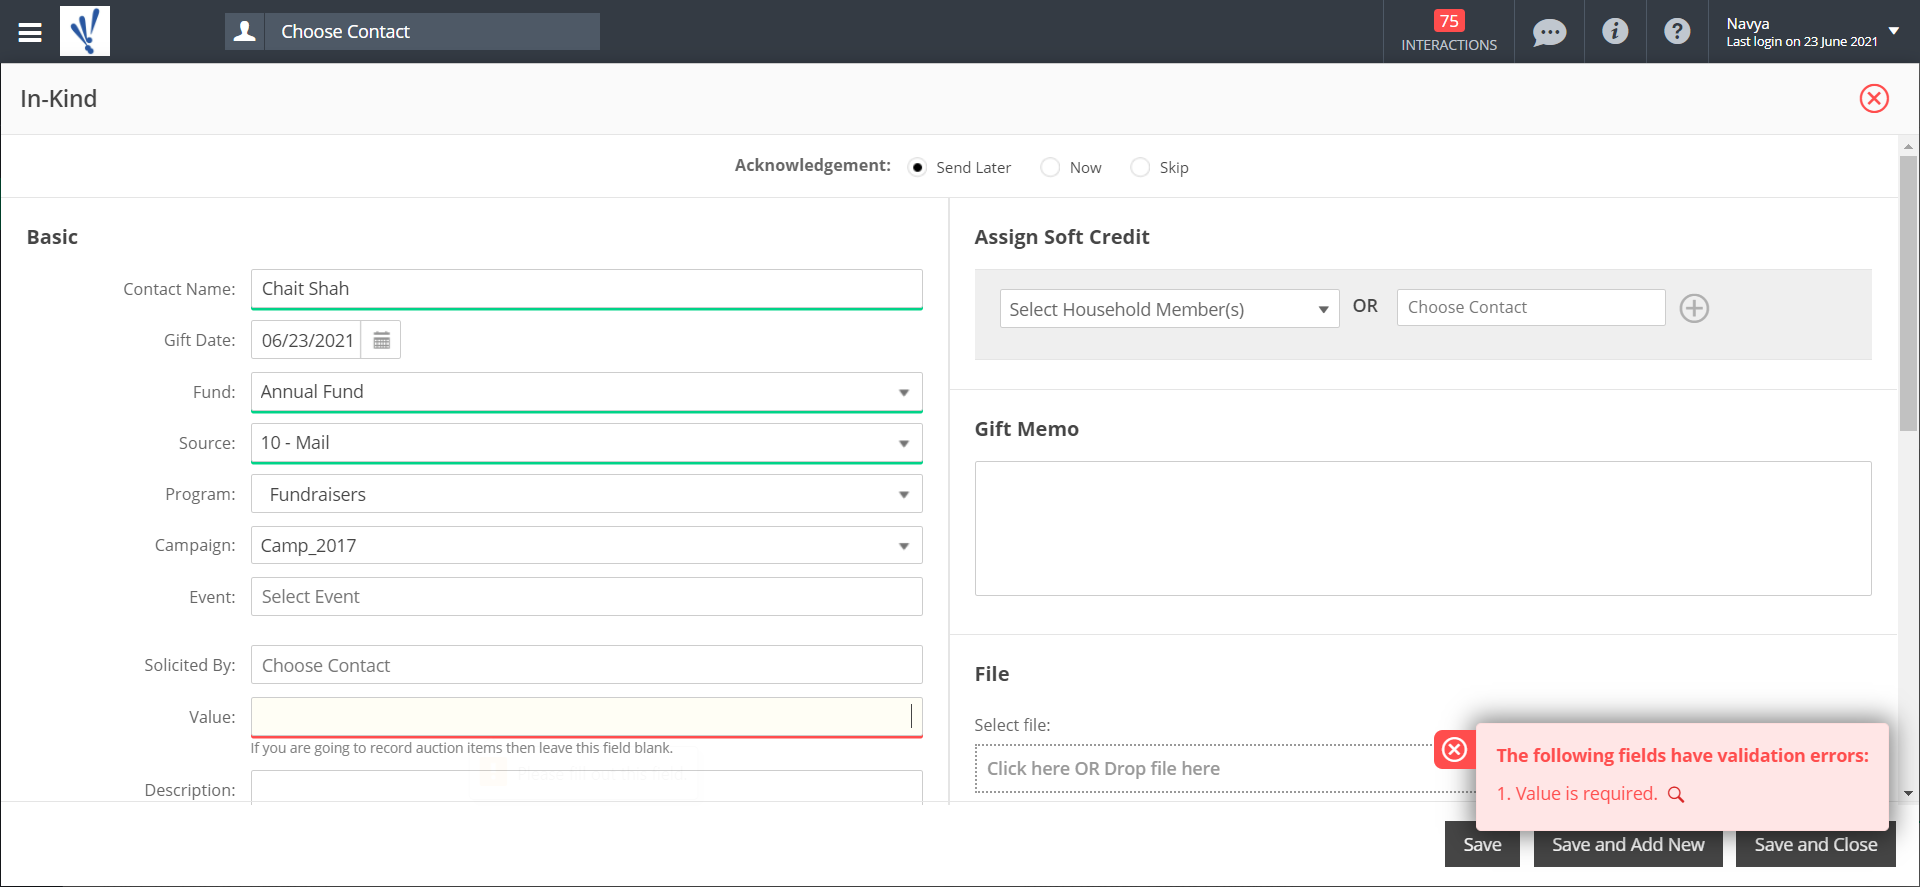 Choose Contact
75
INTERACTIONS
Navya
Last login on 23 June 2021
In-Kind
Acknowledgement:
Send Later
Now
Skip
Basic
Contact Name:
Chait Shah
Gift Date:
06/23/2021
Fund:
Annual Fund
Source:
10 - Mail
Program:
Fundraisers
Campaign:
Camp_2017
Event:
Select Event
Solicited By:
Choose Contact
Value:
If you are going to record auction items then leave this field blank.
Please fill out this field.
Description:
Assign Soft Credit
Select Household Member(s)
OR
Choose Contact
Gift Memo
File
Select file:
Click here OR Drop file here
The following fields have validation errors:
1. Value is required.
Save
Save and Add New
Save and Close